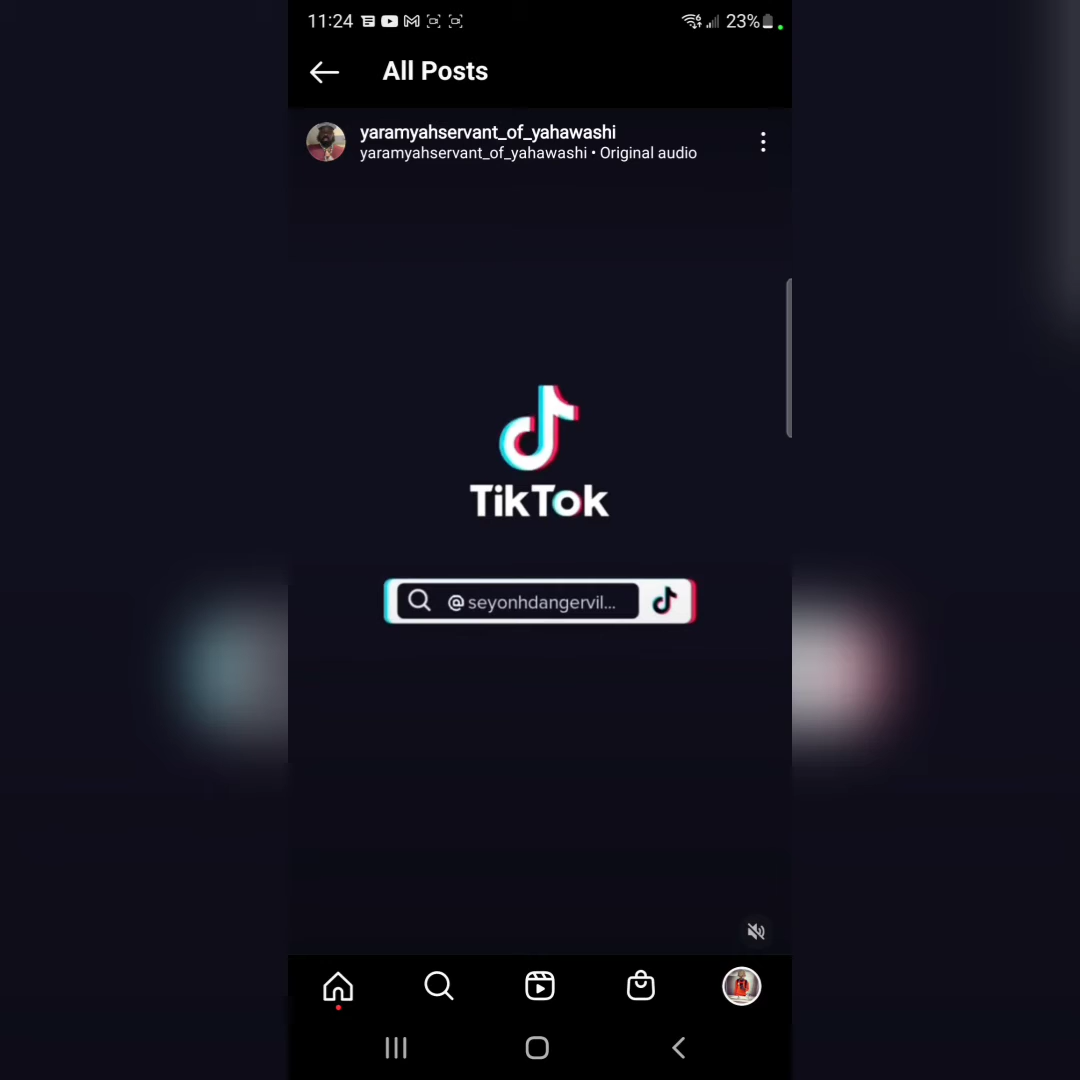 11:24
23%
All Posts
yaramyahservant_of_yahawashi
yaramyahservant_of_yahawashi • Original audio
TikTok
@seyonhdangervil...